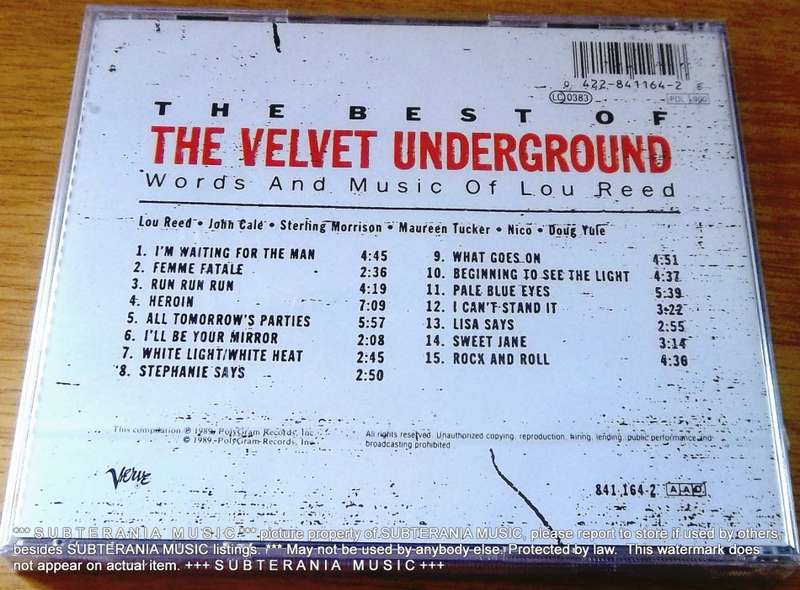 0 422-841164-2
LC 0383
THE BEST OF
THE VELVET UNDERGROUND
Words And Music Of Lou Reed
Lou Reed • John Cale • Sterling Morrison • Maureen Tucker • Nico • Doug Yule
1. I'M WAITING FOR THE MAN 4:45
2. FEMME FATALE 2:36
3. RUN RUN RUN 4:19
4. HEROIN 7:09
5. ALL TOMORROW'S PARTIES 5:57
6. I'LL BE YOUR MIRROR 2:08
7. WHITE LIGHT/WHITE HEAT 2:45
8. STEPHANIE SAYS 2:50
9. WHAT GOES ON 4:51
10. BEGINNING TO SEE THE LIGHT 4:37
11. PALE BLUE EYES 5:39
12. I CAN'T STAND IT 3:22
13. LISA SAYS 2:55
14. SWEET JANE 3:14
15. ROCK AND ROLL 4:36
This compilation ℗ 1989, PolyGram Records, Inc.
© 1989, PolyGram Records, Inc.
All rights reserved. Unauthorized copying, reproduction, hiring, lending, public performance and
broadcasting prohibited.
Verve
841 164-2 AAD
*** SUBTERANIA MUSIC *** picture property of SUBTERANIA MUSIC, please report to store if used by others
besides SUBTERANIA MUSIC listings. *** May not be used by anybody else. Protected by law. This watermark does
not appear on actual item. +++ SUBTERANIA MUSIC +++